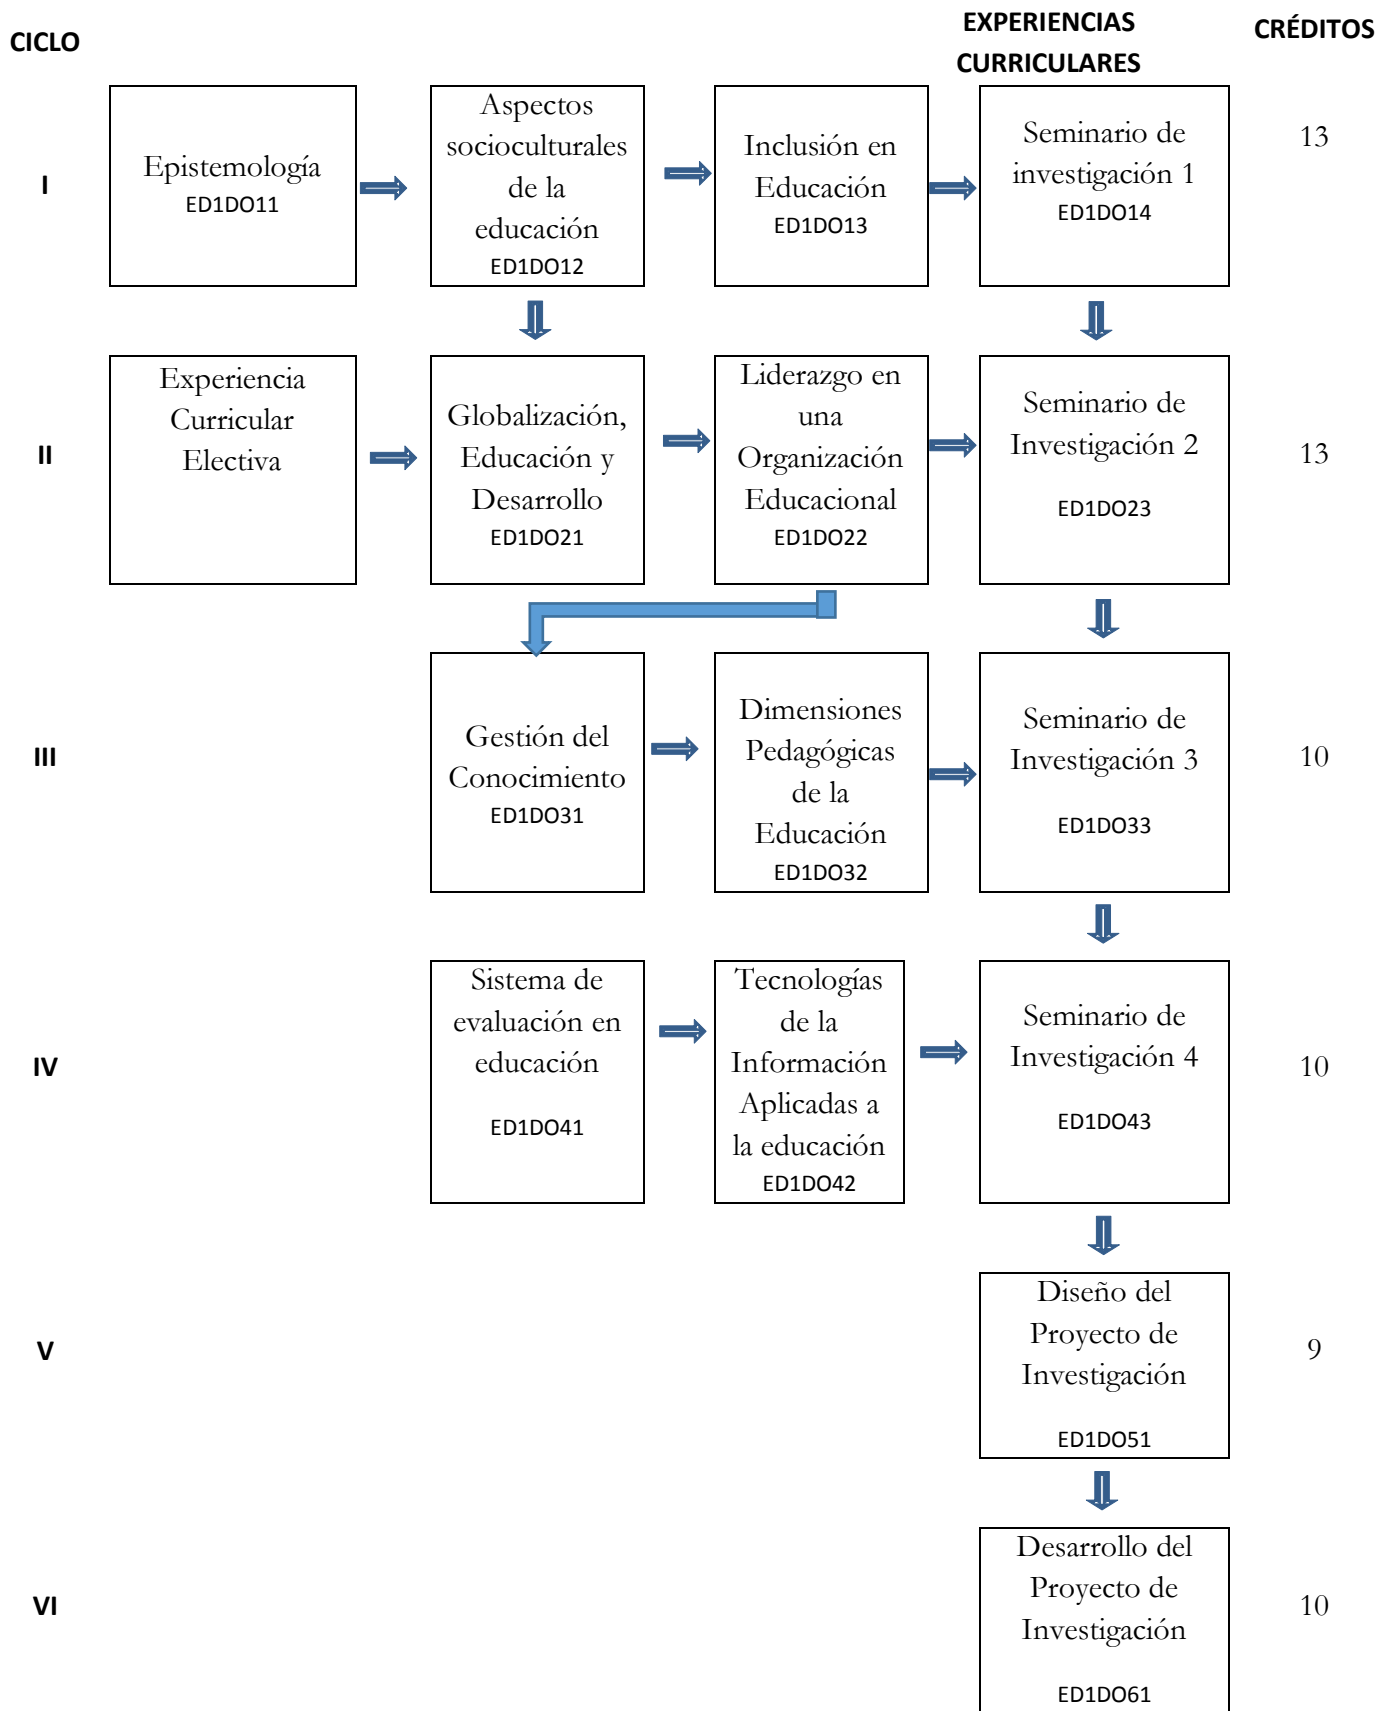 CICLO
EXPERIENCIAS
CURRICULARES
CRÉDITOS
I
Epistemología
ED1DO11
Aspectos
socioculturales
de la
educación
ED1DO12
Inclusión en
Educación
ED1DO13
Seminario de
investigación 1
ED1DO14
13
II
Experiencia
Curricular
Electiva
Globalización,
Educación y
Desarrollo
ED1DO21
Liderazgo en
una
Organización
Educacional
ED1DO22
Seminario de
Investigación 2
ED1DO23
13
III
Gestión del
Conocimiento
ED1DO31
Dimensiones
Pedagógicas
de la
Educación
ED1DO32
Seminario de
Investigación 3
ED1DO33
10
IV
Sistema de
evaluación en
educación
ED1DO41
Tecnologías
de la
Información
Aplicadas a
la educación
ED1DO42
Seminario de
Investigación 4
ED1DO43
10
V
Diseño del
Proyecto de
Investigación
ED1DO51
9
VI
Desarrollo del
Proyecto de
Investigación
ED1DO61
10